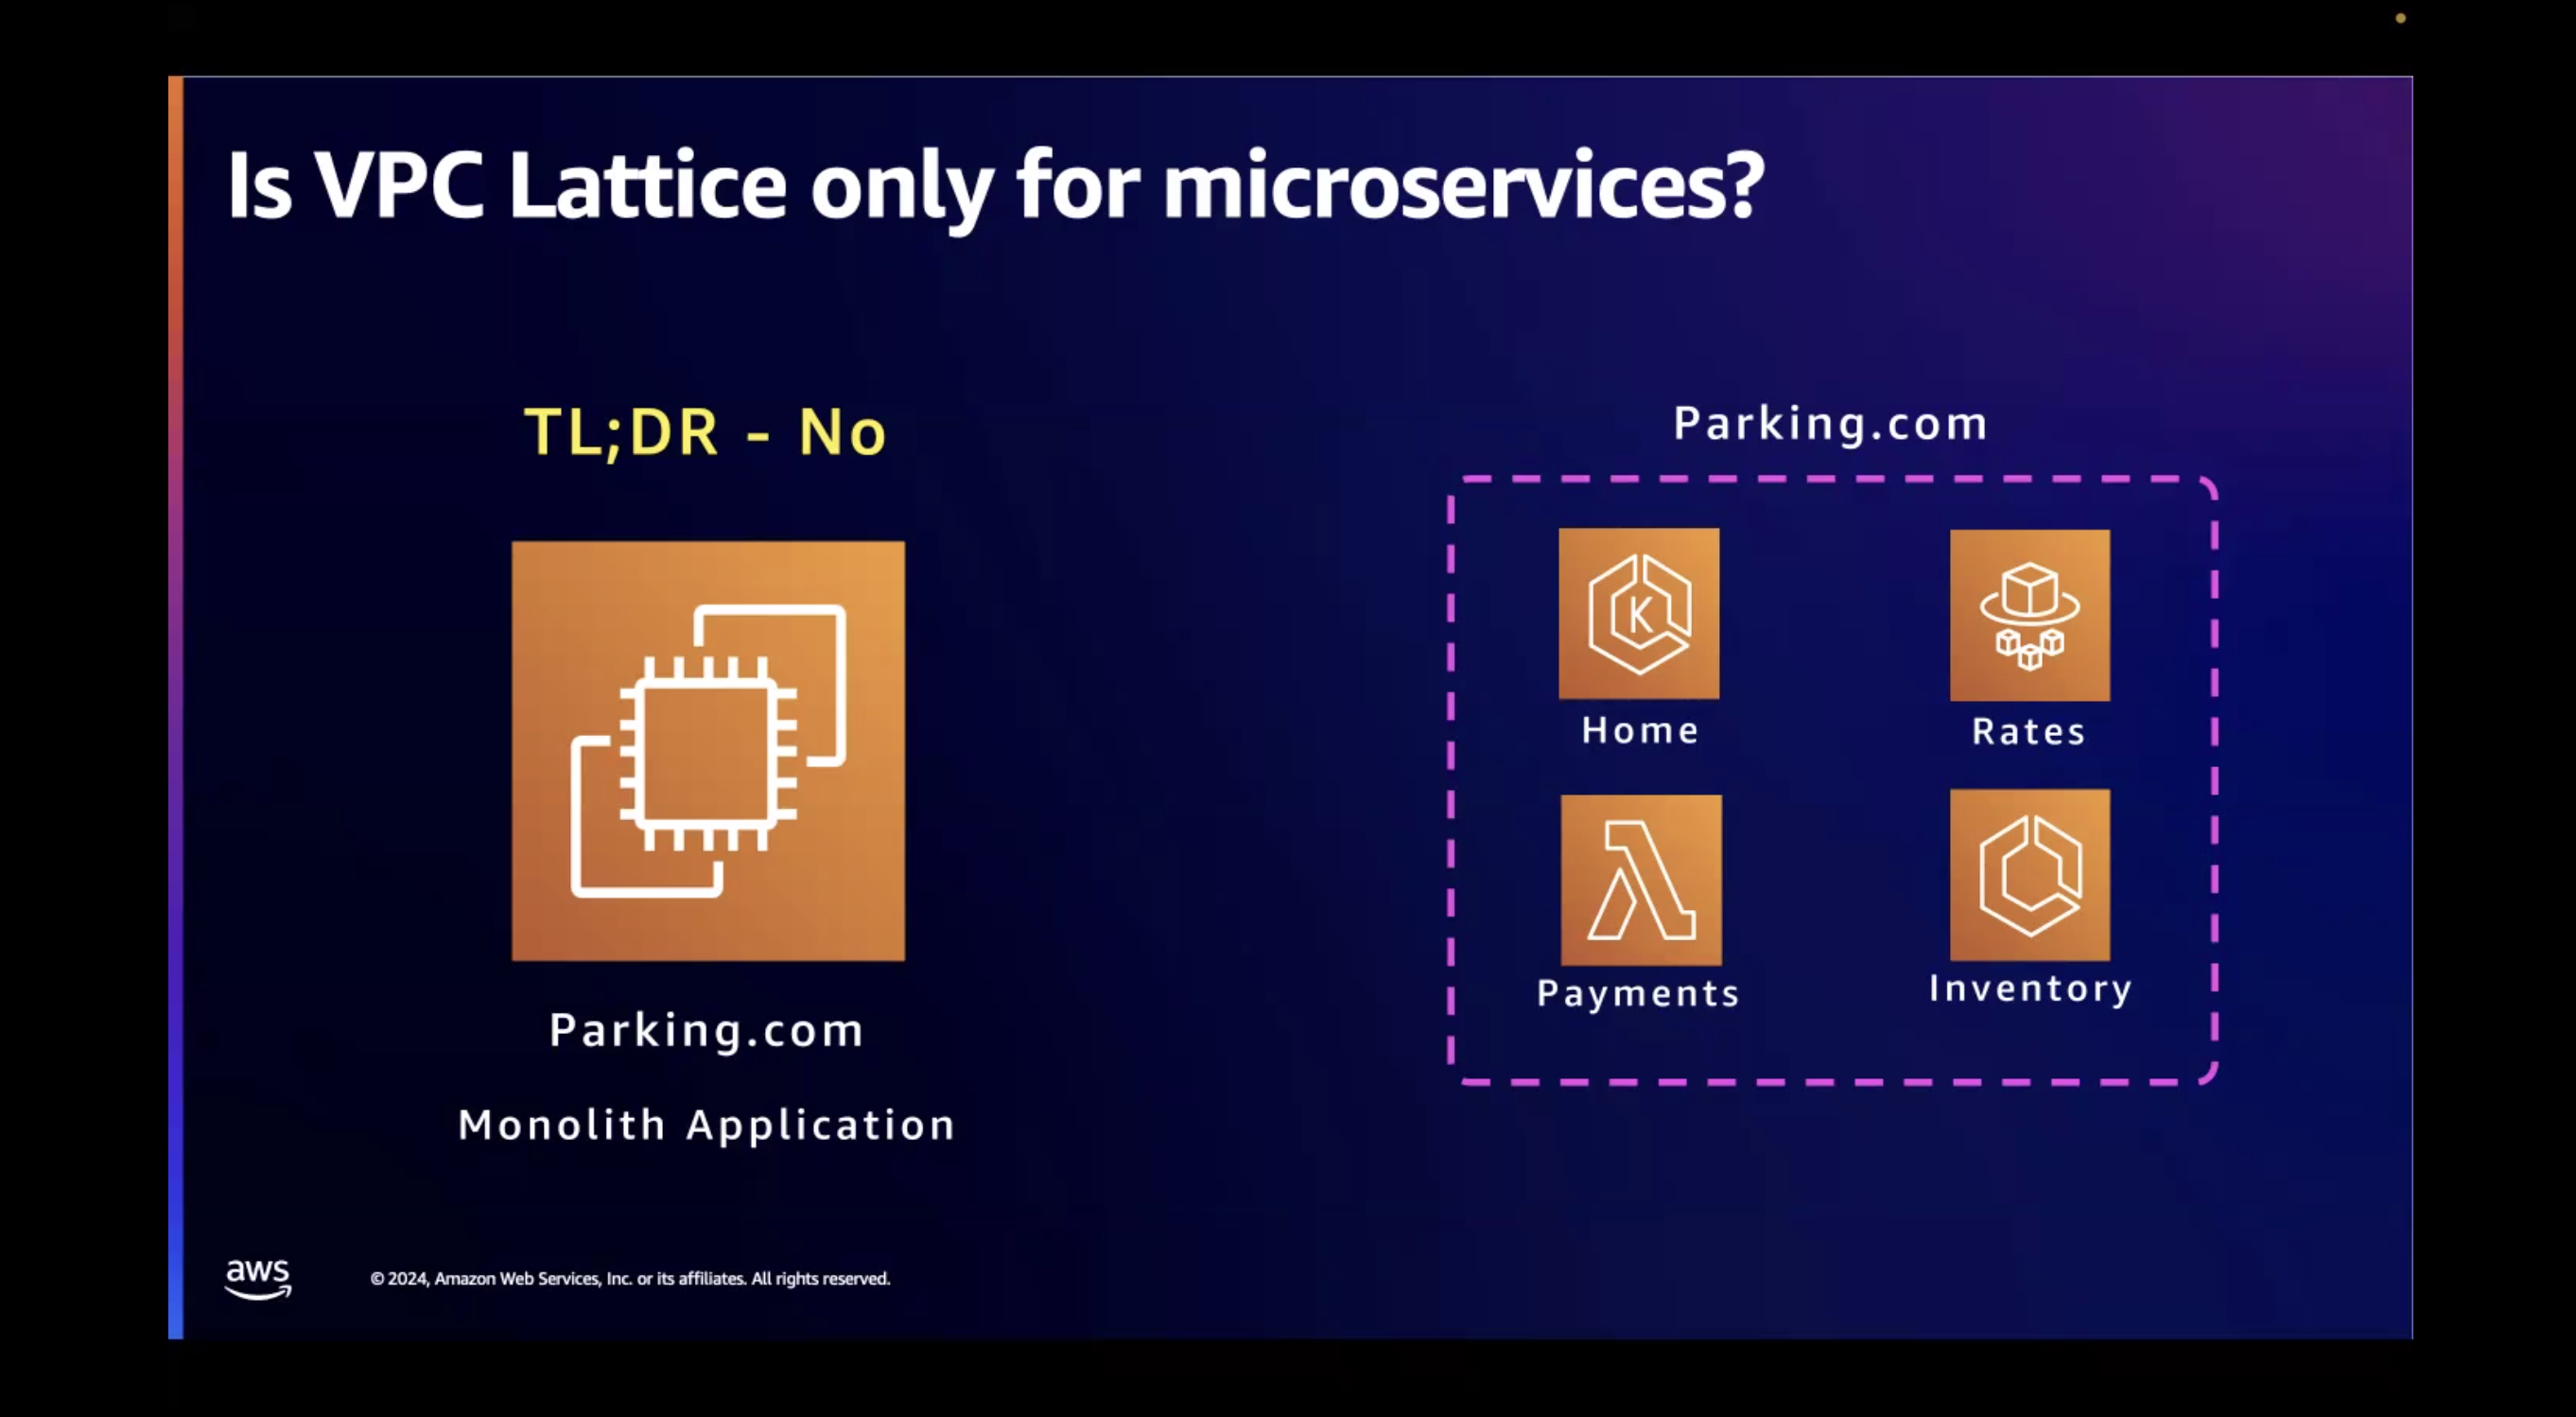 Is VPC Lattice only for microservices?
TL;DR - No
Parking.com
Monolith Application
Parking.com
K
Home
Rates
Payments
Inventory
aws
© 2024, Amazon Web Services, Inc. or its affiliates. All rights reserved.